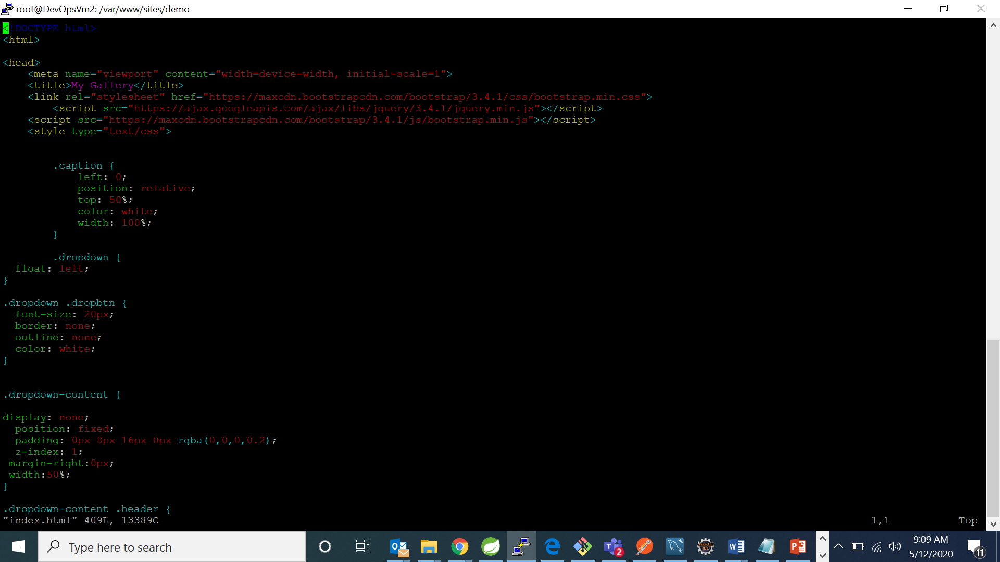 root@DevOpsVm2: /var/www/sites/demo
<!DOCTYPE html>
<html>
<head>
<meta name="viewport" content="width=device-width, initial-scale=1">
<title>My Gallery</title>
<link rel="stylesheet" href="https://maxcdn.bootstrapcdn.com/bootstrap/3.4.1/css/bootstrap.min.css">
<script src="https://ajax.googleapis.com/ajax/libs/jquery/3.4.1/jquery.min.js"></script>
<script src="https://maxcdn.bootstrapcdn.com/bootstrap/3.4.1/js/bootstrap.min.js"></script>
<style type="text/css">
.caption {
left: 0;
position: relative;
top: 50%;
color: white;
width: 100%;
}
.dropdown {
float: left;
}
.dropdown .dropbtn {
font-size: 20px;
border: none;
outline: none;
color: white;
}
.dropdown-content {
display: none;
position: fixed;
padding: 0px 8px 16px 0px rgba(0,0,0,0.2);
z-index: 1;
margin-right:0px;
width:50%;
}
.dropdown-content .header {
"index.html" 409L, 13389C 1,1 Top
Type here to search
2
9:09 AM
5/12/2020
11